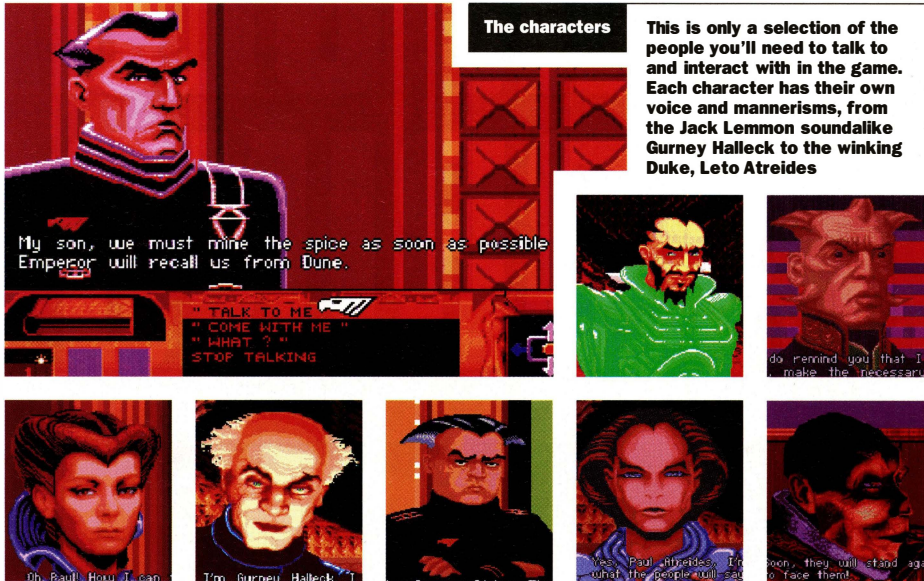 The characters
This is only a selection of the
people you'll need to talk to
and interact with in the game.
Each character has their own
voice and mannerisms, from
the Jack Lemmon soundalike
Gurney Halleck to the winking
Duke, Leto Atreides
My son, we must mine the spice as soon as possible
Emperor will recall us from Dune.
" TALK TO ME
" COME WITH ME "
" WHAT ? "
STOP TALKING
do remind you that I
, make the necessary
Oh Paul! How I can
I'm Gurney Halleck. I
Yes, Paul Atreides, I'm
what the people will say
Soon, they will stand
to face them!